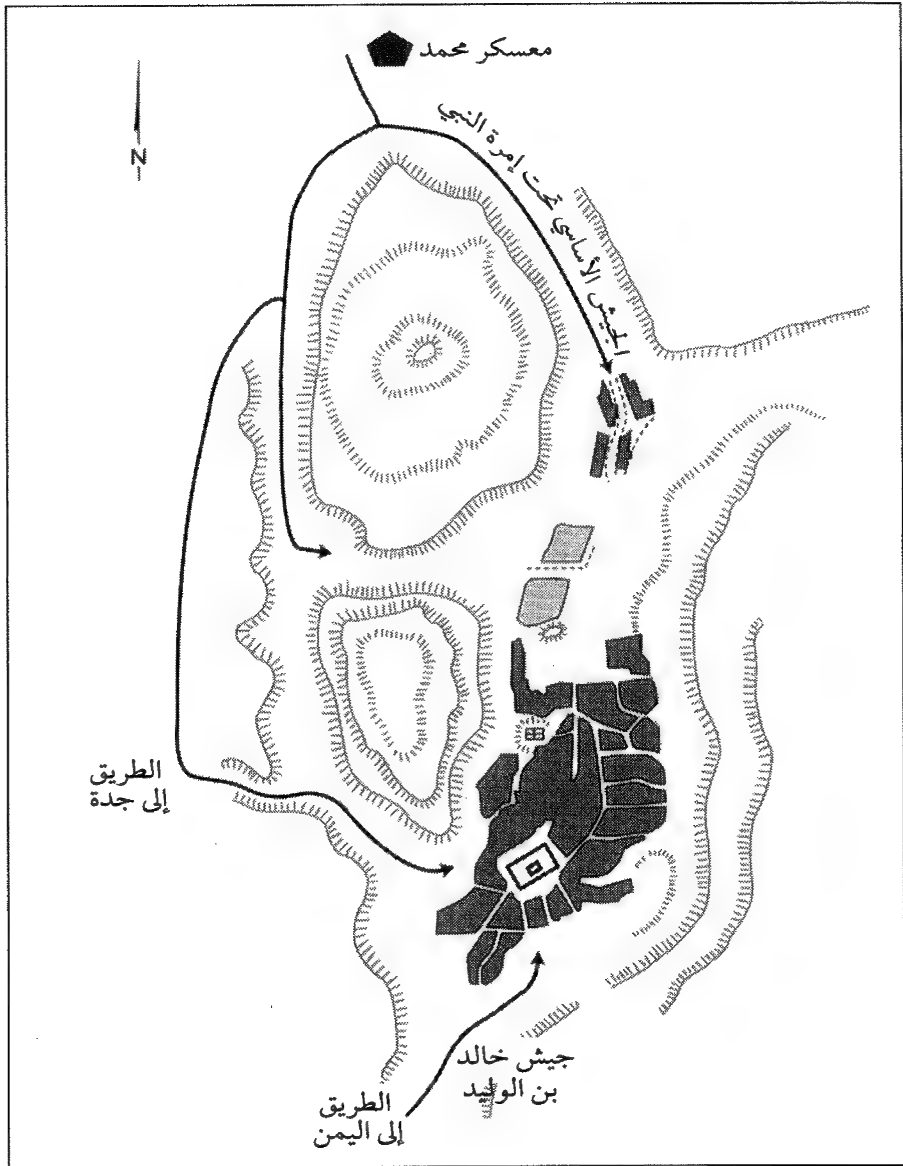 معسكر محمد
الجيش الأساسي تحت إمرة النبي
N
الطريق
إلى جدة
جيش خالد
بن الوليد
الطريق
إلى اليمن